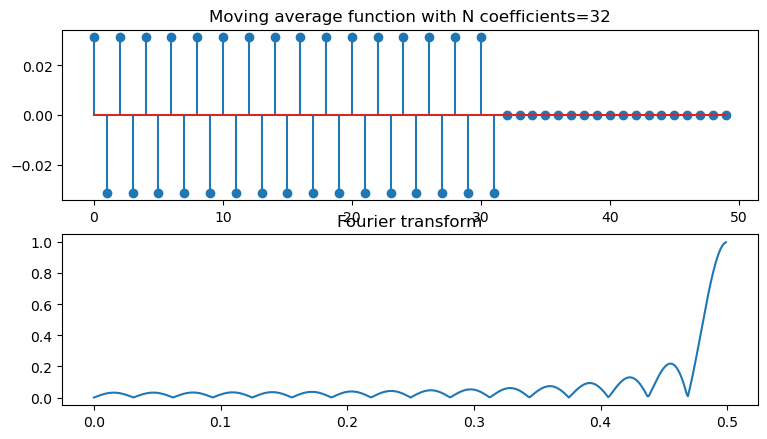 Moving average function with N coefficients=32
0.02
0.00
−0.02
0 10 20 30 40 50
Fourier transform
1.0
0.8
0.6
0.4
0.2
0.0
0.0 0.1 0.2 0.3 0.4 0.5